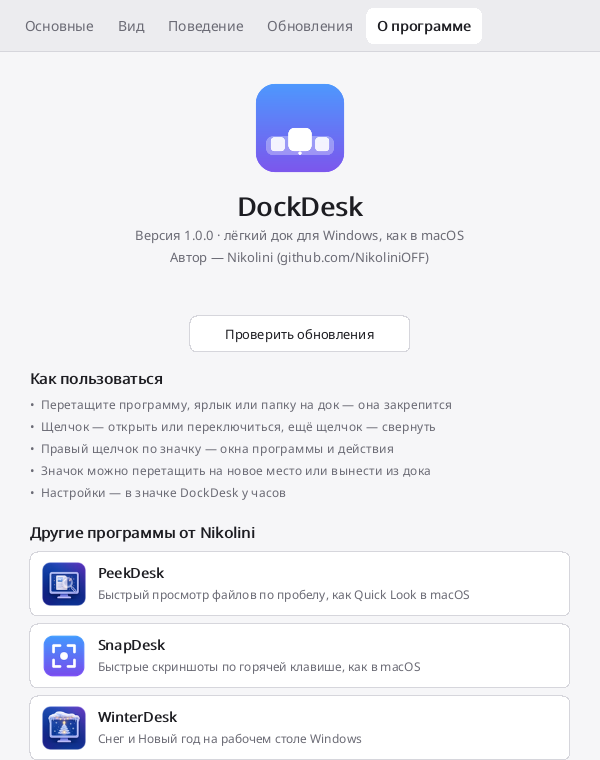 Основные Вид Поведение Обновления О программе
DockDesk
Версия 1.0.0 · лёгкий док для Windows, как в macOS
Автор — Nikolini (github.com/NikoliniOFF)
Проверить обновления
Как пользоваться
• Перетащите программу, ярлык или папку на док — она закрепится
• Щелчок — открыть или переключиться, ещё щелчок — свернуть
• Правый щелчок по значку — окна программы и действия
• Значок можно перетащить на новое место или вынести из дока
• Настройки — в значке DockDesk у часов
Другие программы от Nikolini
PeekDesk
Быстрый просмотр файлов по пробелу, как Quick Look в macOS
SnapDesk
Быстрые скриншоты по горячей клавише, как в macOS
WinterDesk
Снег и Новый год на рабочем столе Windows